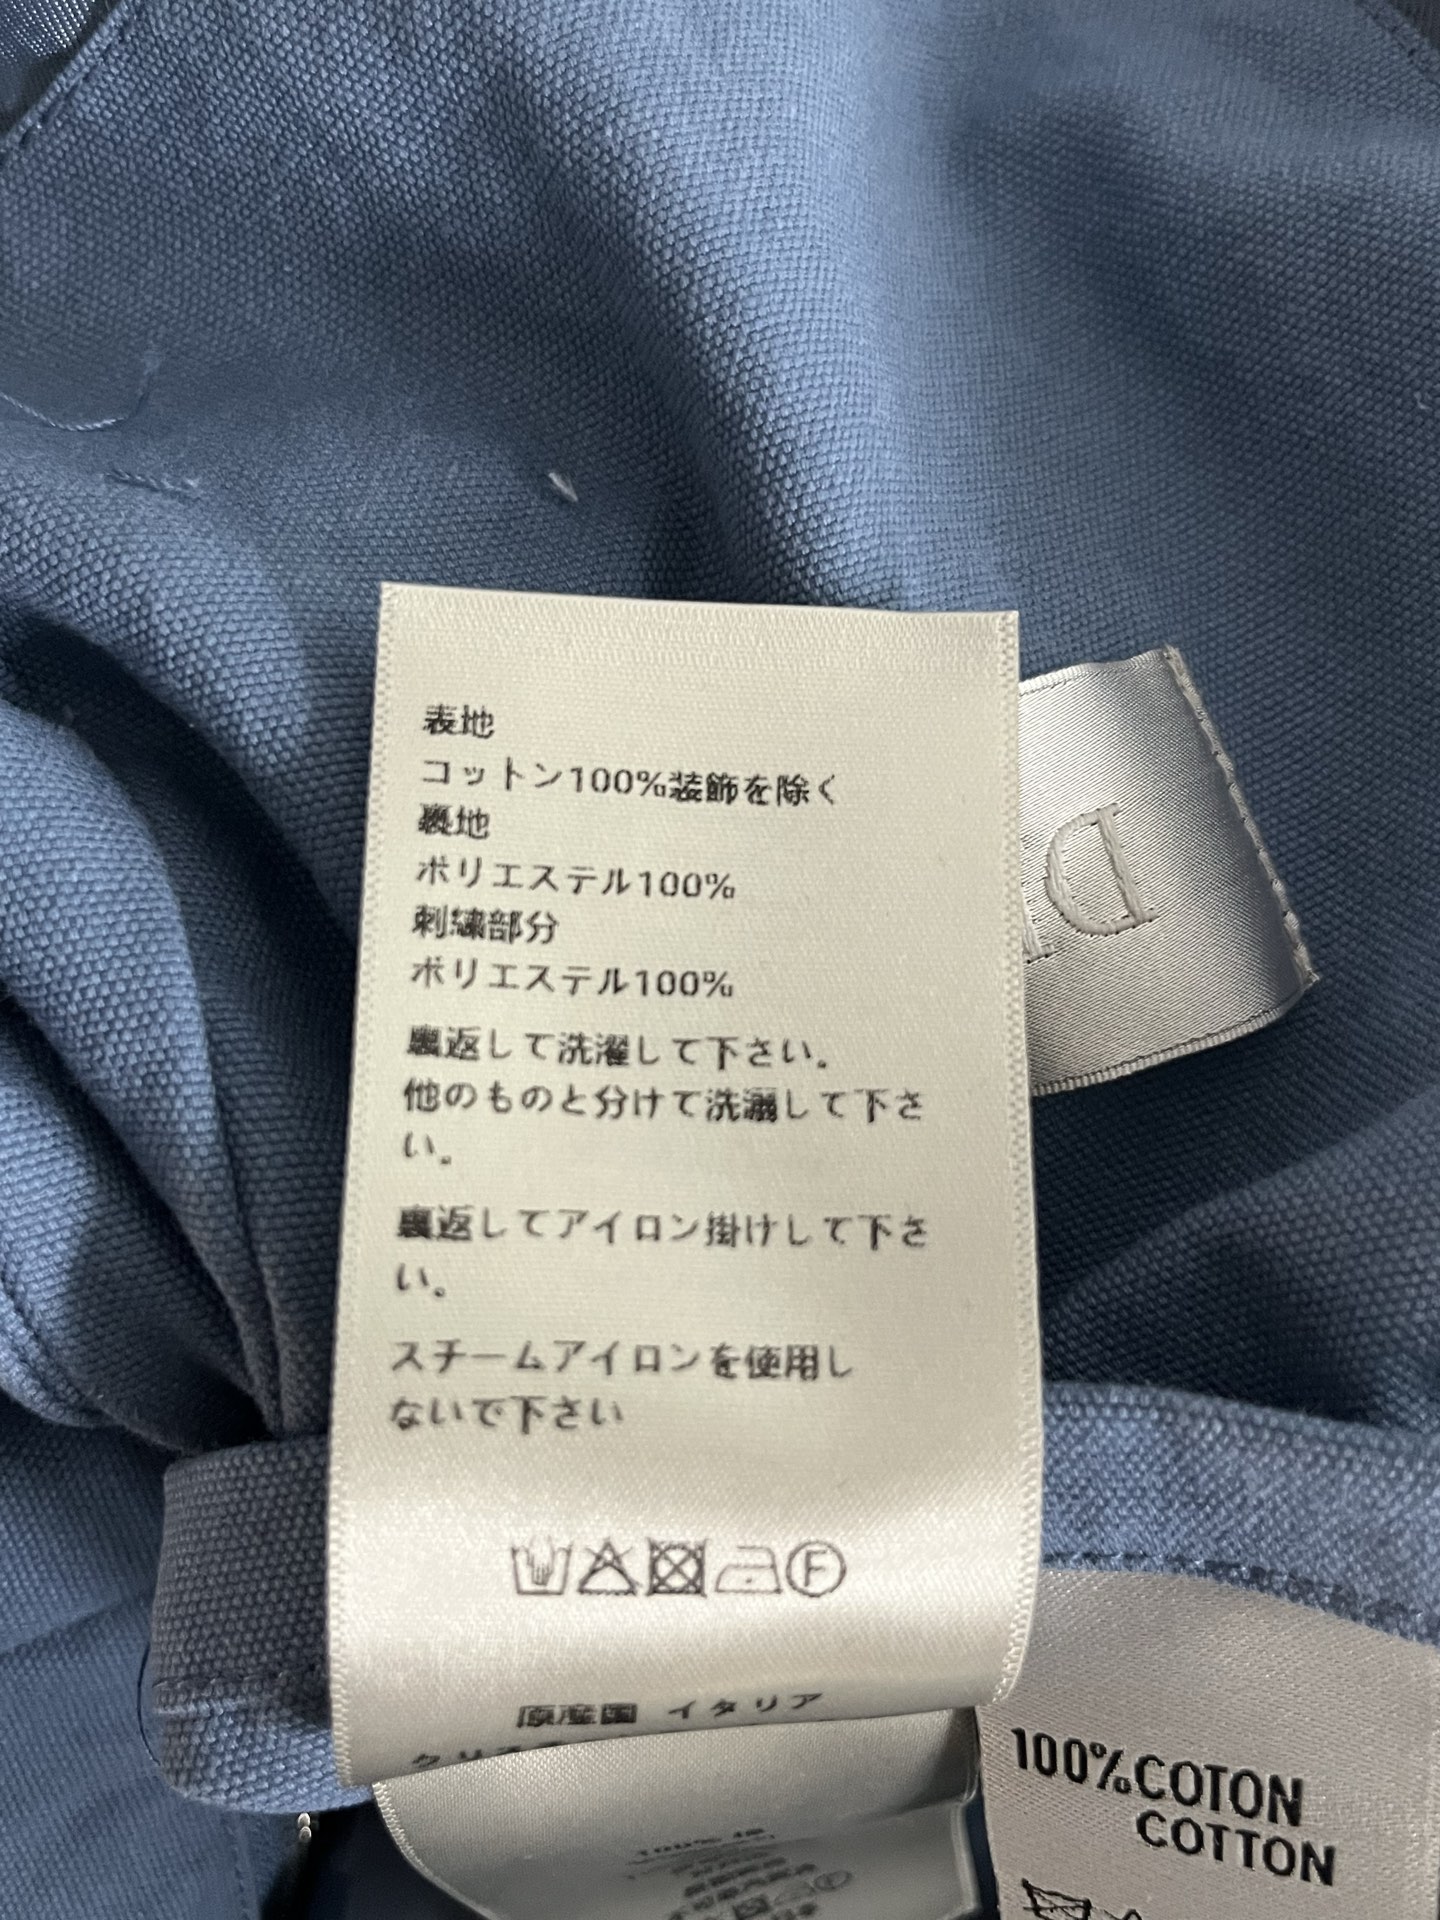 表地
コットン100%装飾を除く
裏地
ポリエステル100%
刺繍部分
ポリエステル100%
裏返して洗濯して下さい。
他のものと分けて洗濯して下さ
い。
裏返してアイロン掛けして下さ
い。
スチームアイロンを使用し
ないで下さい
F
原産国 イタリア
クリス
D
100%COTON
COTTON